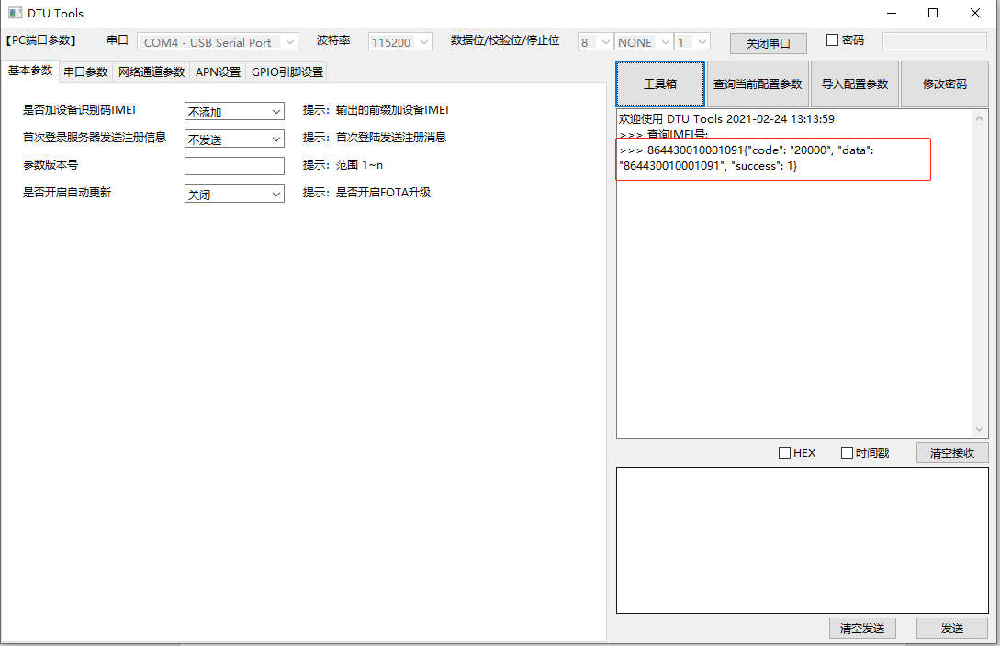 DTU Tools
【PC端口参数】 串口 COM4 - USB Serial Port 波特率 115200 数据位/校验位/停止位 8 NONE 1 关闭串口 密码
基本参数 串口参数 网络通道参数 APN设置 GPIO引脚设置
工具箱 查询当前配置参数 导入配置参数 修改密码
是否加设备识别码IMEI 不添加 提示：输出的前缀加设备IMEI
首次登录服务器发送注册信息 不发送 提示：首次登陆发送注册消息
参数版本号 提示：范围 1~n
是否开启自动更新 关闭 提示：是否开启FOTA升级
欢迎使用 DTU Tools 2021-02-24 13:13:59
>>> 查询IMEI号:
>>> 864430010001091{"code": "20000", "data":
"864430010001091", "success": 1}
HEX 时间戳 清空接收
清空发送 发送